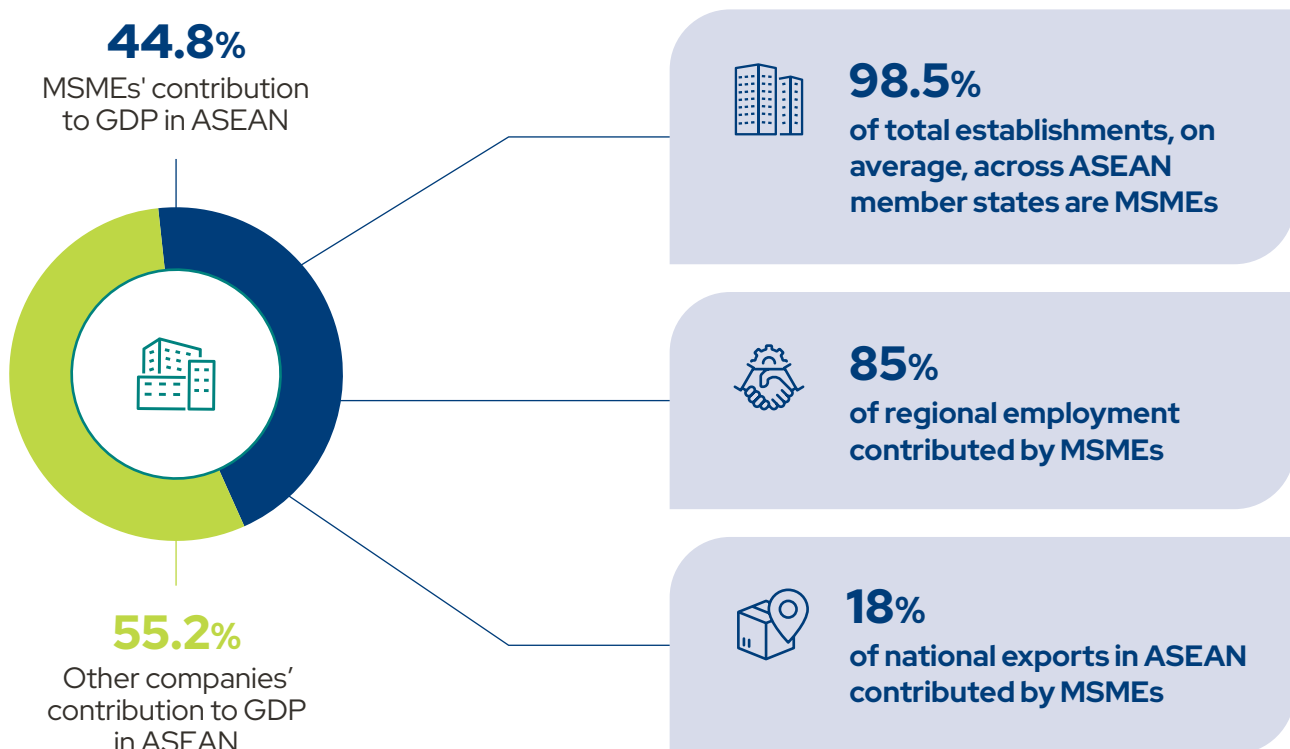 44.8%
MSMEs' contribution
to GDP in ASEAN
55.2%
Other companies’
contribution to GDP
in ASEAN
98.5%
of total establishments, on
average, across ASEAN
member states are MSMEs
85%
of regional employment
contributed by MSMEs
18%
of national exports in ASEAN
contributed by MSMEs